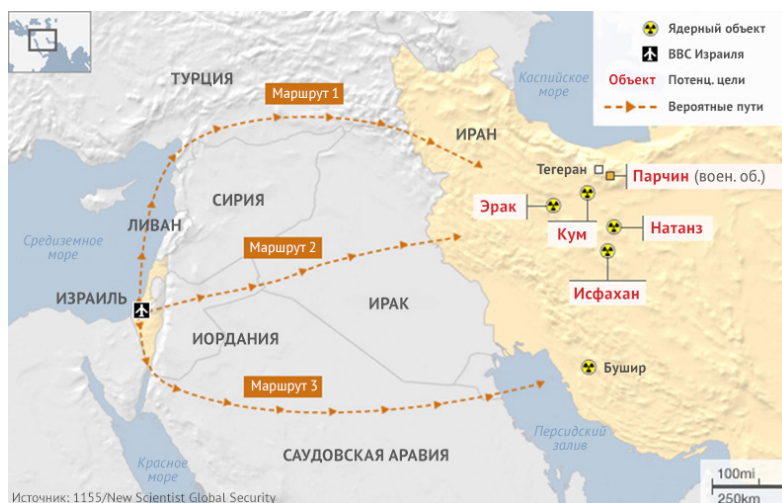 Ядерный объект
ВВС Израиля
Объект Потенц. цели
Вероятные пути
Каспийское
море
ТУРЦИЯ
Маршрут 1
ИРАН
Тегеран
Парчин (воен. об.)
СИРИЯ
Эрак
ЛИВАН
Кум
Натанз
Средиземное
море
Маршрут 2
ИЗРАИЛЬ
Исфахан
ИРАК
ИОРДАНИЯ
Бушир
Маршрут 3
Персидский
залив
САУДОВСКАЯ АРАВИЯ
Красное
море
100mi
250km
Источник: 1155/New Scientist Global Security